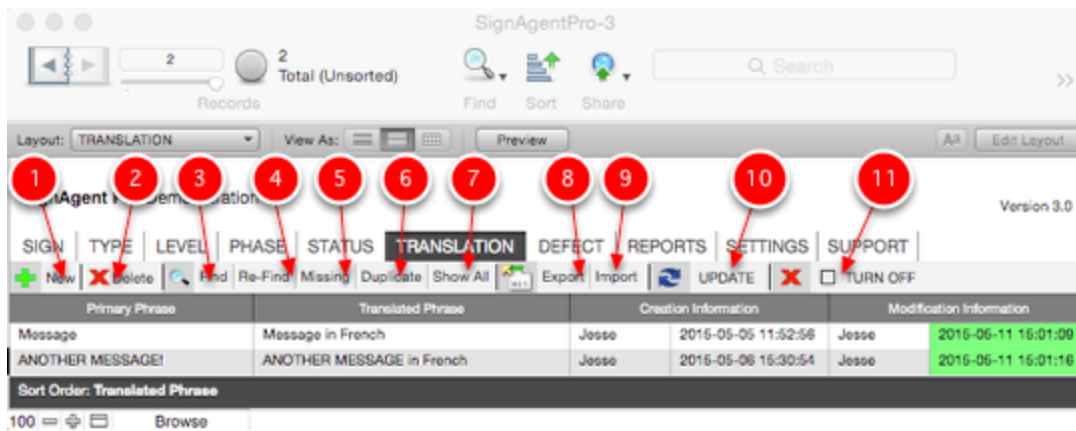 SignAgentPro-3
2
2
Total (Unsorted)
Search
Records
Find Sort Share
Layout: TRANSLATION View As: Preview Aa Edit Layout
1 2 3 4 5 6 7 8 9 10 11
Version 3.0
SIGN TYPE LEVEL PHASE STATUS TRANSLATION DEFECT REPORTS SETTINGS SUPPORT
New Delete Find Re-Find Missing Duplicate Show All Export Import UPDATE TURN OFF
Primary Phrase Translated Phrase Creation Information Modification Information
Message Message in French Jesse 2015-05-05 11:52:56 Jesse 2015-05-11 15:01:09
ANOTHER MESSAGE! ANOTHER MESSAGE in French Jesse 2015-05-06 15:30:54 Jesse 2015-05-11 15:01:16
Sort Order: Translated Phrase
100 Browse